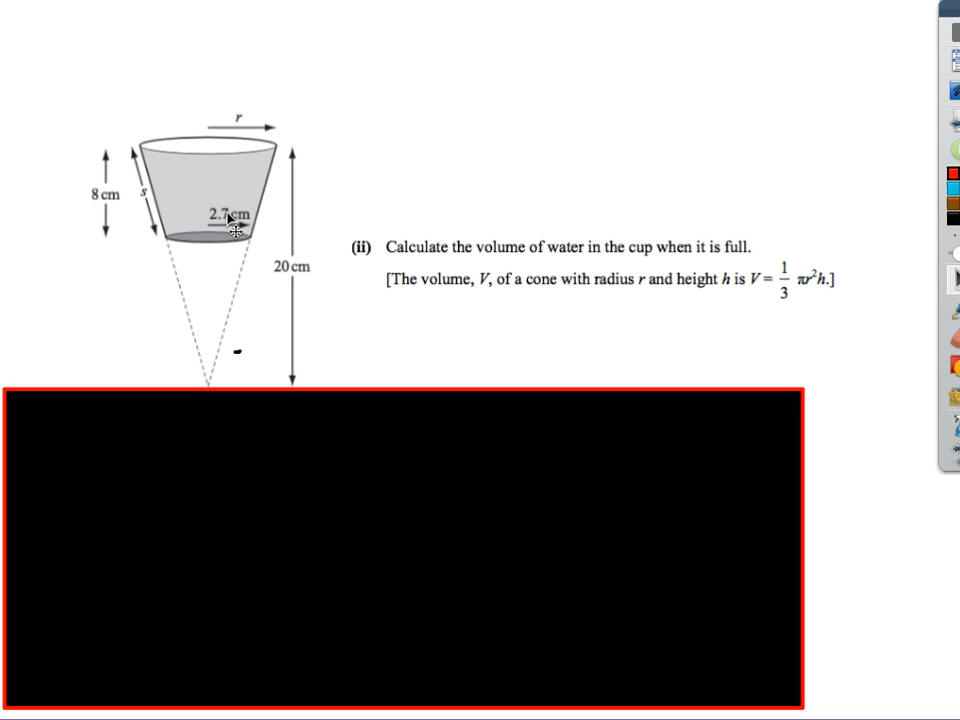 r
8 cm
s
2.7 cm
20 cm
(ii) Calculate the volume of water in the cup when it is full.
[The volume, V, of a cone with radius r and height h is V = 1/3 πr²h.]